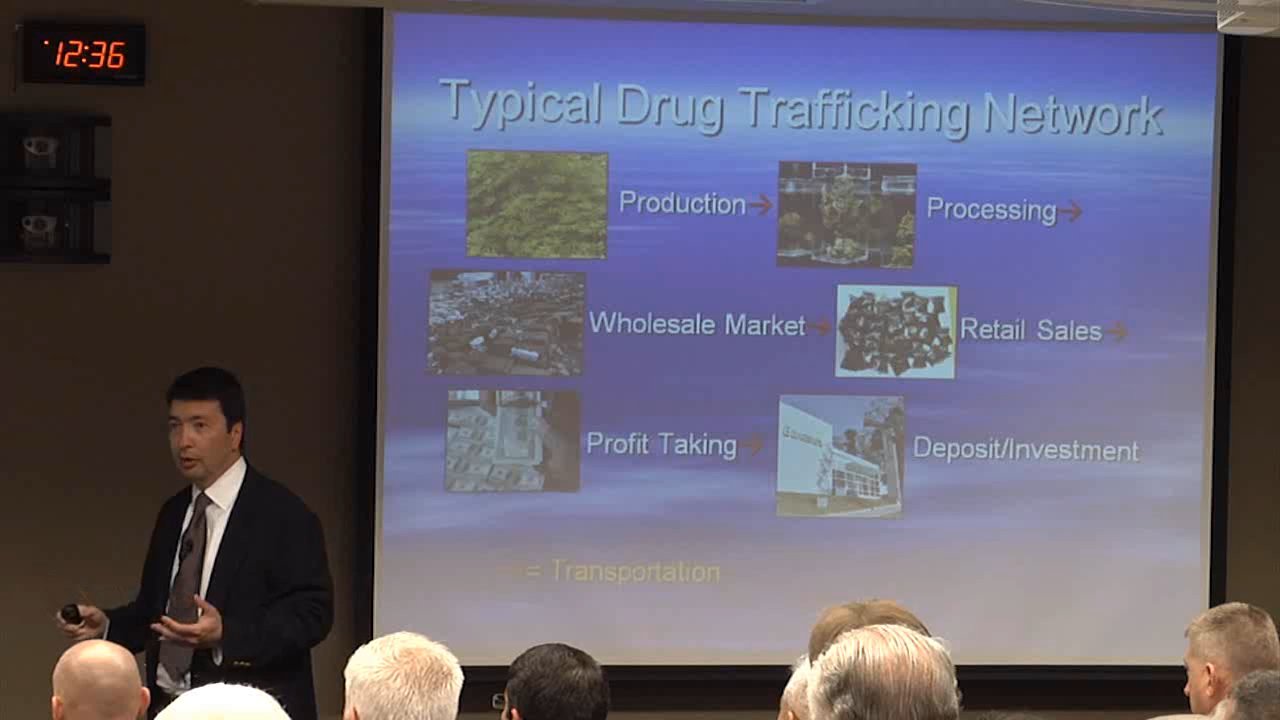 12:36
Typical Drug Trafficking Network
Production→ Processing→
Wholesale Market→ Retail Sales→
Profit Taking→ Deposit/Investment
→= Transportation